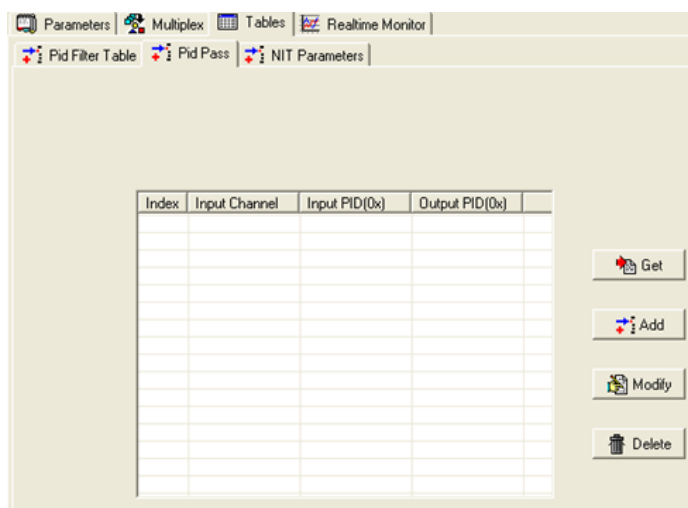 Parameters Multiplex Tables Realtime Monitor
Pid Filter Table Pid Pass NIT Parameters
Index Input Channel Input PID(0x) Output PID(0x)
Get
Add
Modify
Delete